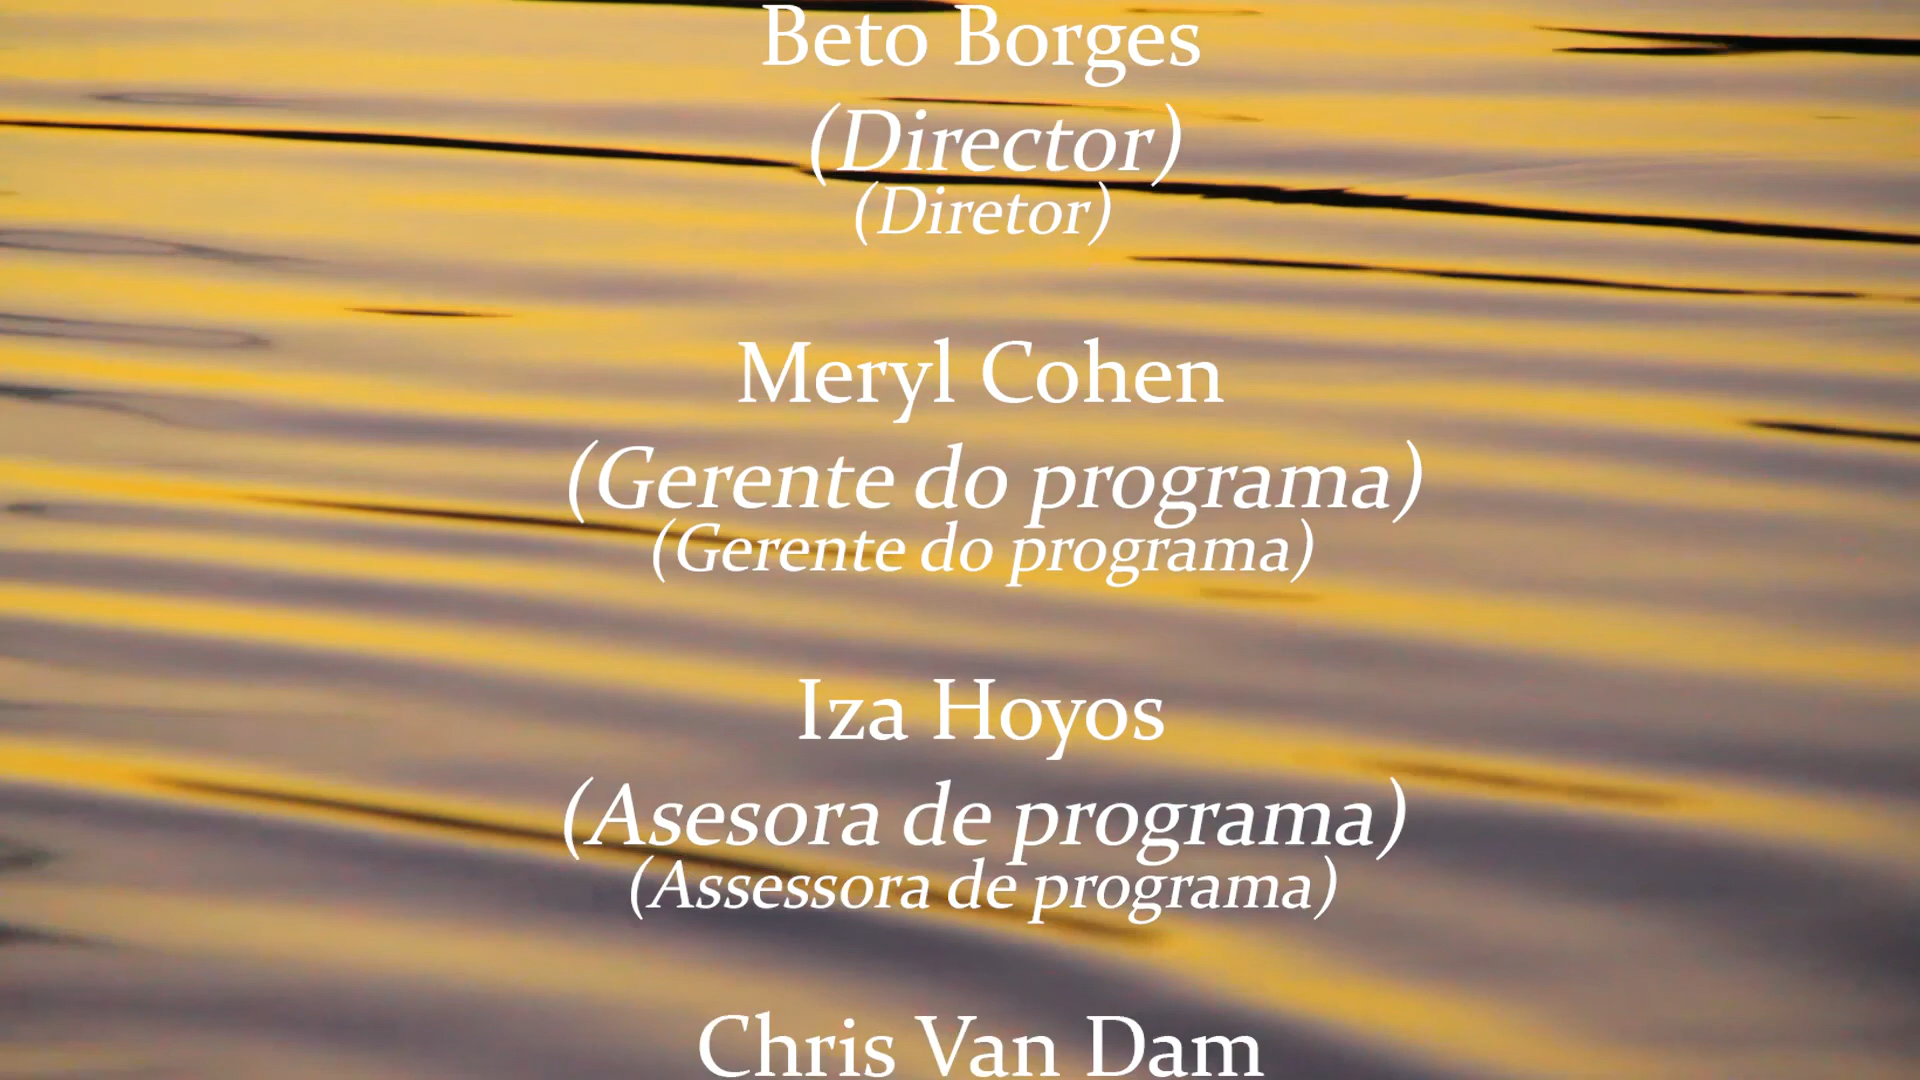 Beto Borges
(Director)
(Diretor)
Meryl Cohen
(Gerente do programa)
(Gerente do programa)
Iza Hoyos
(Asesora de programa)
(Assessora de programa)
Chris Van Dam